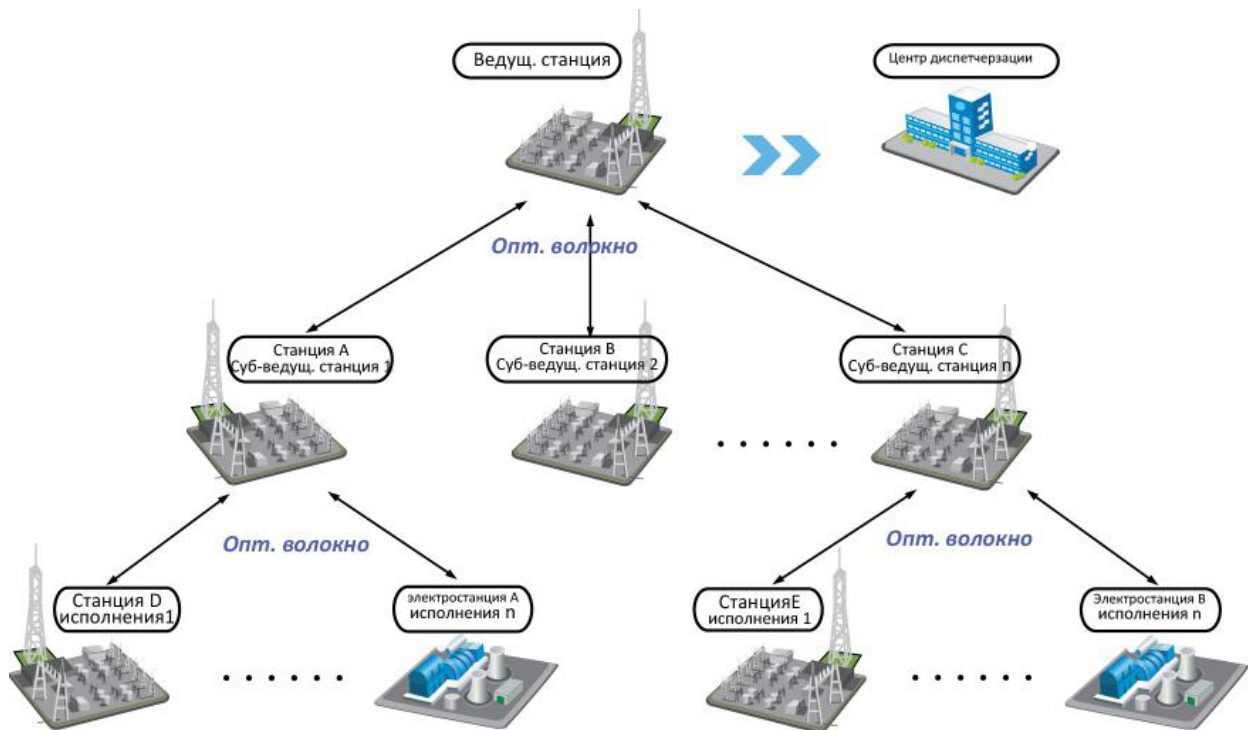 Ведущ. станция
Центр диспетчерзации
Опт. волокно
Станция A
Суб-ведущ. станция 1
Станция B
Суб-ведущ. станция 2
Станция C
Суб-ведущ. станция n
Опт. волокно
Опт. волокно
Станция D
исполнения1
электростанция A
исполнения n
СтанцияE
исполнения 1
Электростанция B
исполнения n